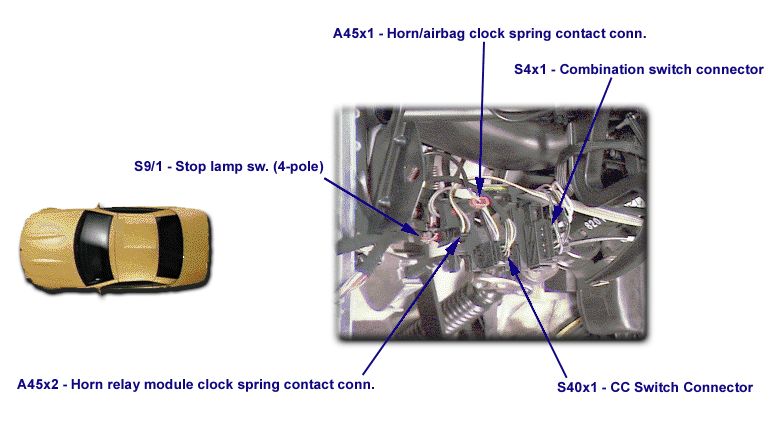 A45x1 - Horn/airbag clock spring contact conn.
S4x1 - Combination switch connector
S9/1 - Stop lamp sw. (4-pole)
A45x2 - Horn relay module clock spring contact conn.
S40x1 - CC Switch Connector